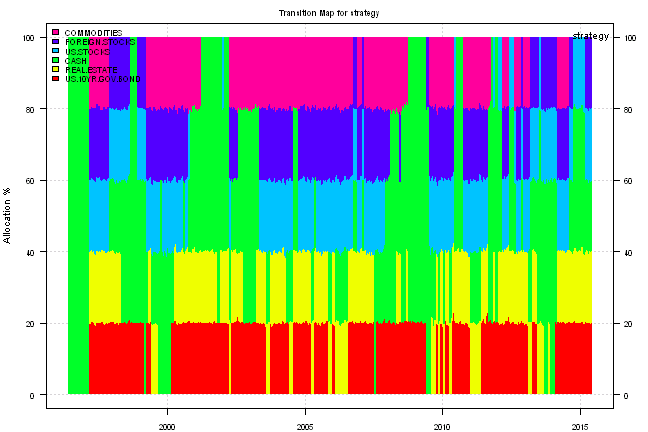 Transition Map for strategy
strategy
COMMODITIES
FOREIGN.STOCKS
US.STOCKS
CASH
REAL.ESTATE
US.10YR.GOV.BOND
Allocation %
100
80
60
40
20
0
100
80
60
40
20
0
2000 2005 2010 2015